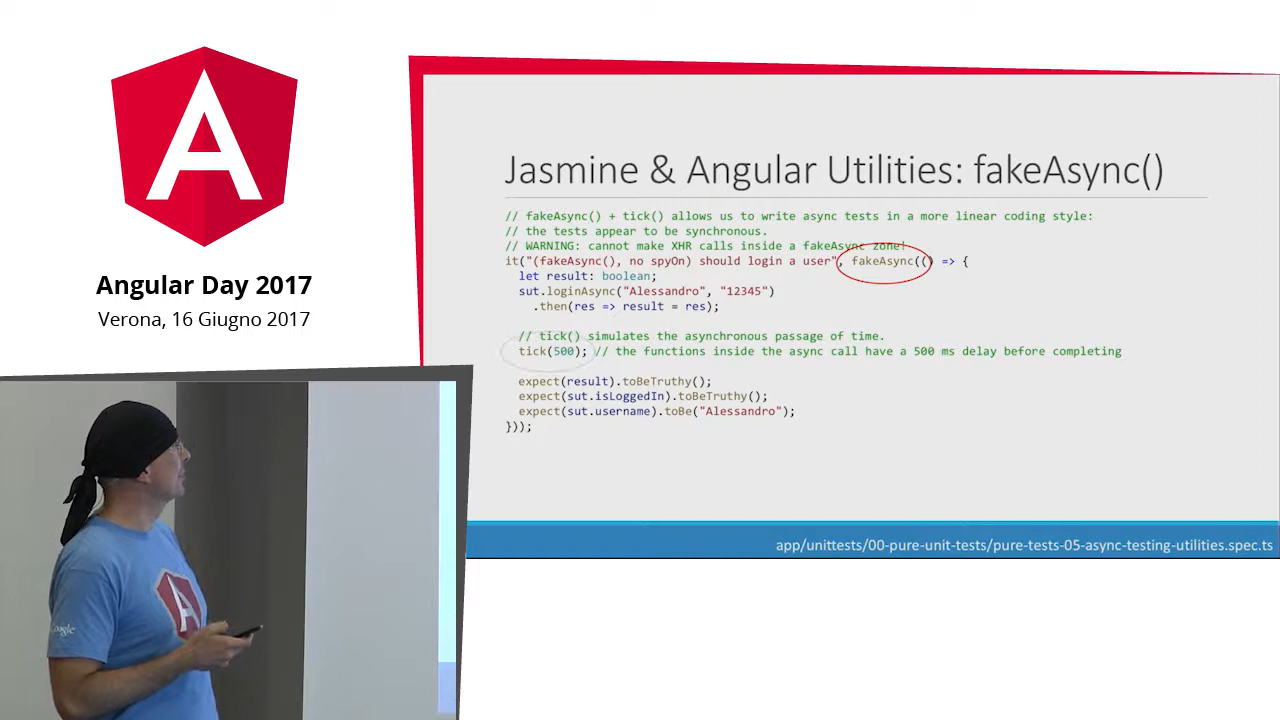 A
Angular Day 2017
Verona, 16 Giugno 2017
Jasmine & Angular Utilities: fakeAsync()
// fakeAsync() + tick() allows us to write async tests in a more linear coding style:
// the tests appear to be synchronous.
// WARNING: cannot make XHR calls inside a fakeAsync zone!
it("(fakeAsync(), no spyOn) should login a user", fakeAsync(() => {
let result: boolean;
sut.loginAsync("Alessandro", "12345")
.then(res => result = res);
// tick() simulates the asynchronous passage of time.
tick(500); // the functions inside the async call have a 500 ms delay before completing
expect(result).toBeTruthy();
expect(sut.isLoggedIn).toBeTruthy();
expect(sut.username).toBe("Alessandro");
}));
app/unittests/00-pure-unit-tests/pure-tests-05-async-testing-utilities.spec.ts
A